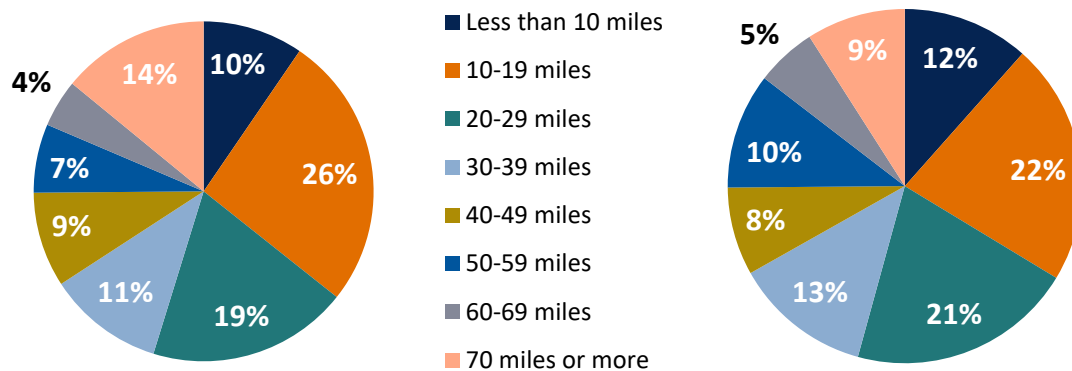 10%
26%
19%
11%
9%
7%
4%
14%
Less than 10 miles
10-19 miles
20-29 miles
30-39 miles
40-49 miles
50-59 miles
60-69 miles
70 miles or more
12%
22%
21%
13%
8%
10%
5%
9%